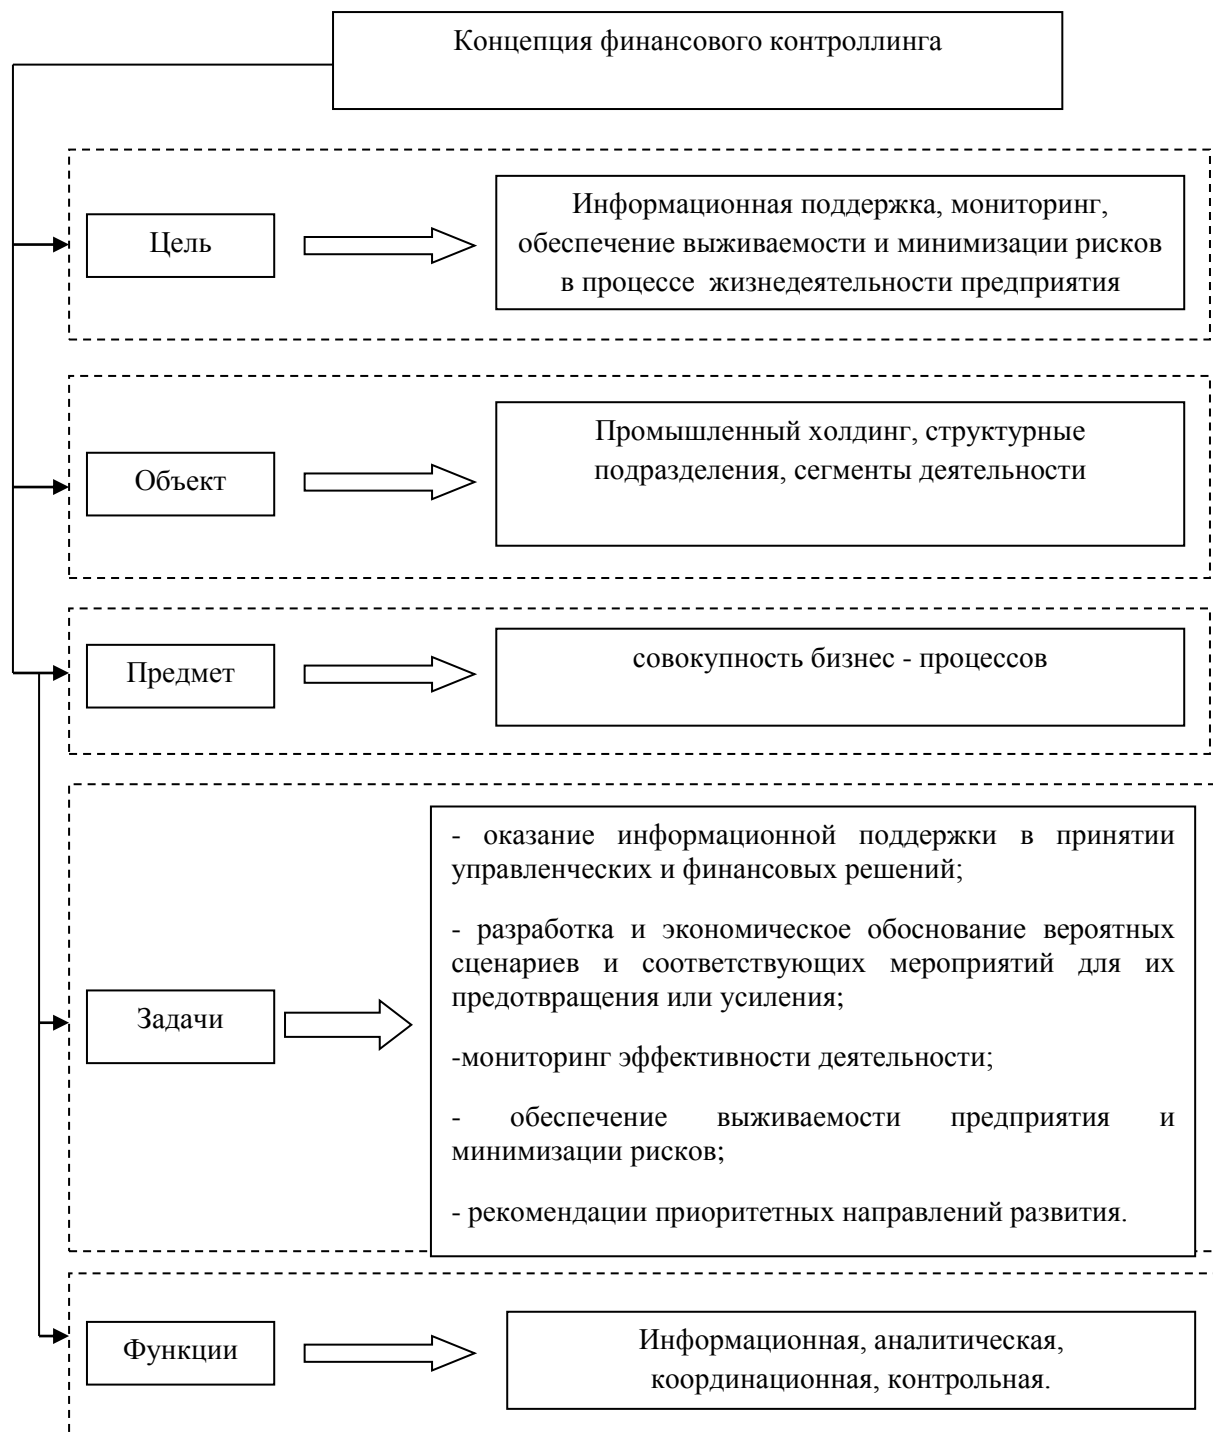 Концепция финансового контроллинга
Цель
Информационная поддержка, мониторинг,
обеспечение выживаемости и минимизации рисков
в процессе  жизнедеятельности предприятия
Объект
Промышленный холдинг, структурные
подразделения, сегменты деятельности
Предмет
совокупность бизнес - процессов
Задачи
- оказание информационной поддержки в принятии
управленческих и финансовых решений;
- разработка и экономическое обоснование вероятных
сценариев и соответствующих мероприятий для их
предотвращения или усиления;
-мониторинг эффективности деятельности;
- обеспечение выживаемости предприятия и
минимизации рисков;
- рекомендации приоритетных направлений развития.
Функции
Информационная, аналитическая,
координационная, контрольная.